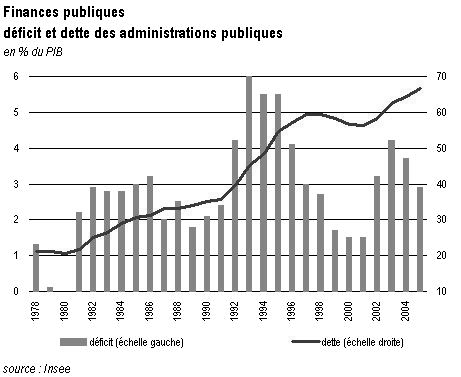 Finances publiques
déficit et dette des administrations publiques
en % du PIB
6 70
5 60
4 50
3 40
2 30
1 20
0 10
1978 1980 1982 1984 1986 1988 1990 1992 1994 1996 1998 2000 2002 2004
déficit (échelle gauche) dette (échelle droite)
source : Insee